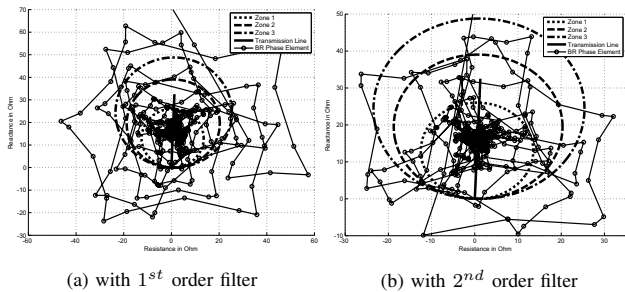 70
60
50
40
30
20
10
0
-10
-20
-30
-60 -40 -20 0 20 40 60
Reactance in Ohm
Resistance in Ohm
Zone 1
Zone 2
Zone 3
Transmission Line
BR Phase Element
(a) with 1st order filter
50
40
30
20
10
0
-10
-30 -20 -10 0 10 20 30
Reactance in Ohm
Resistance in Ohm
Zone 1
Zone 2
Zone 3
Transmission Line
BR Phase Element
(b) with 2nd order filter